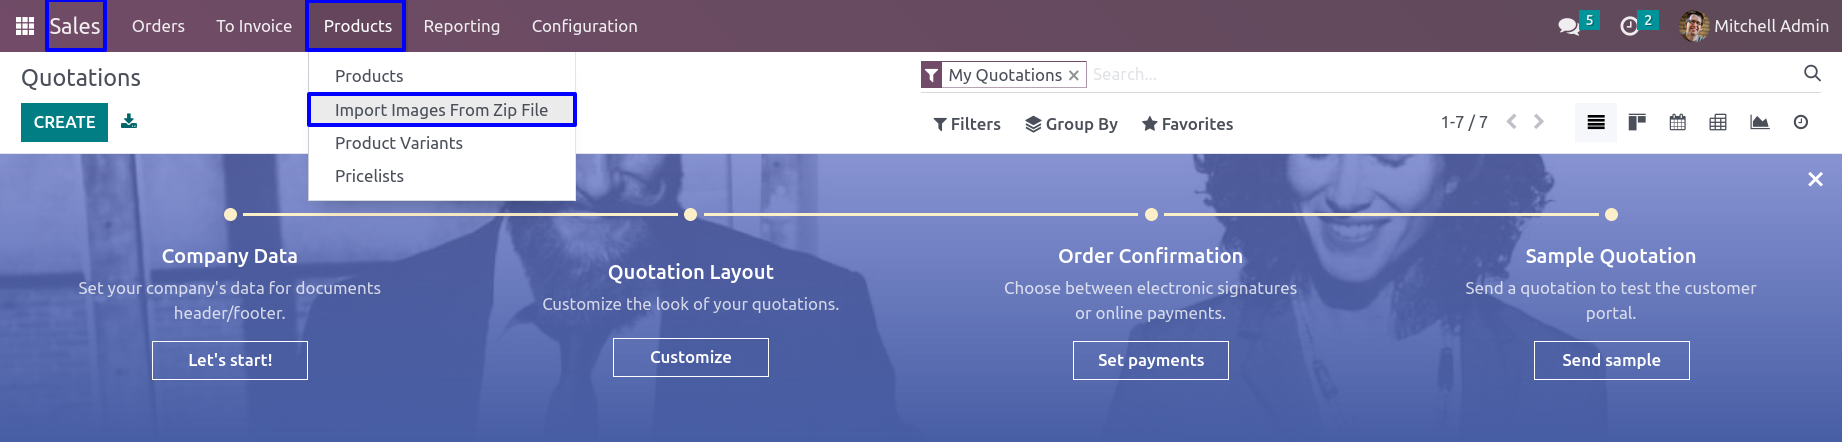 Sales Orders To Invoice Products Reporting Configuration 5 2 Mitchell Admin
Quotations
My Quotations × Search...
Products
Import Images From Zip File
Product Variants
Pricelists
CREATE
Filters Group By Favorites 1-7 / 7
Company Data
Set your company's data for documents
header/footer.
Let's start!
Quotation Layout
Customize the look of your quotations.
Customize
Order Confirmation
Choose between electronic signatures
or online payments.
Set payments
Sample Quotation
Send a quotation to test the customer
portal.
Send sample